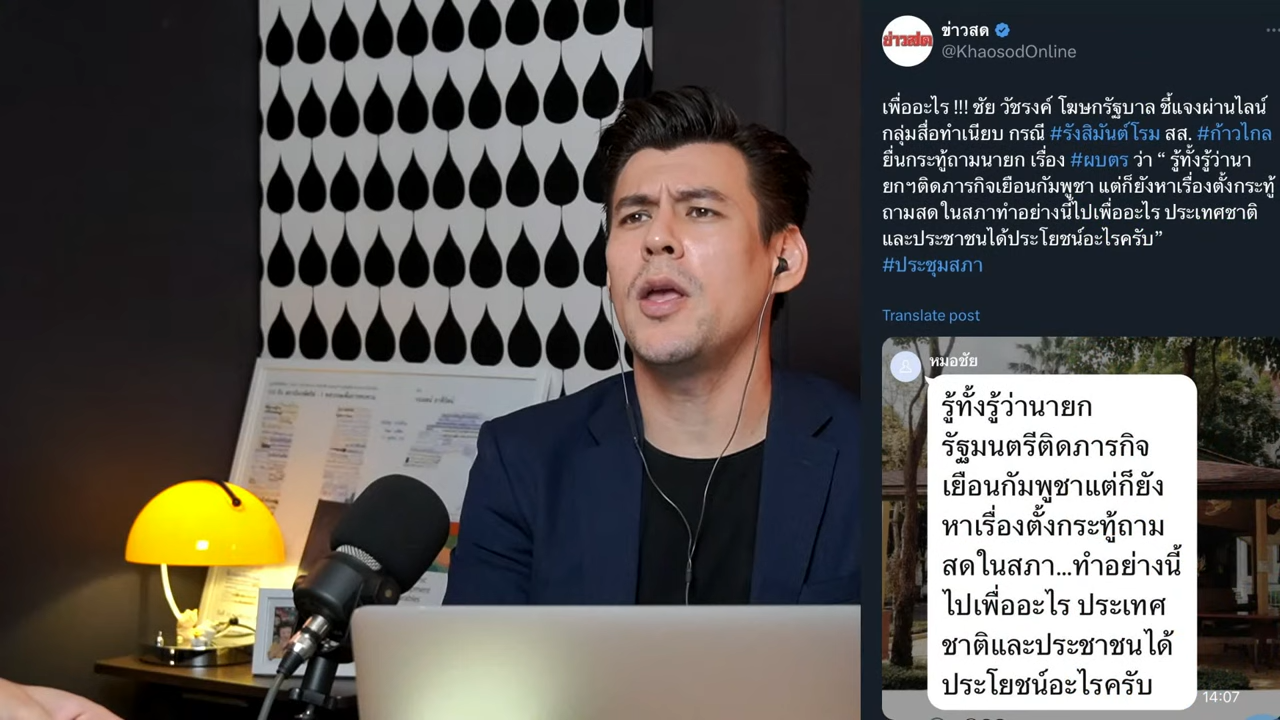 ข่าวสด
ข่าวสด
@KhaosodOnline
เพื่ออะไร !!! ชัย วัชรงค์ โฆษกรัฐบาล ชี้แจงผ่านไลน์
กลุ่มสื่อทำเนียบ กรณี #รังสิมันต์โรม สส. #ก้าวไกล
ยื่นกระทู้ถามนายก เรื่อง #ผบตร ว่า “ รู้ทั้งรู้ว่านา
ยกฯติดภารกิจเยือนกัมพูชา แต่ก็ยังหาเรื่องตั้งกระทู้
ถามสดในสภาทำอย่างนี้ไปเพื่ออะไร ประเทศชาติ
และประชาชนได้ประโยชน์อะไรครับ”
#ประชุมสภา
Translate post
หมอชัย
รู้ทั้งรู้ว่านายก
รัฐมนตรีติดภารกิจ
เยือนกัมพูชาแต่ก็ยัง
หาเรื่องตั้งกระทู้ถาม
สดในสภา...ทำอย่างนี้
ไปเพื่ออะไร ประเทศ
ชาติและประชาชนได้
ประโยชน์อะไรครับ
14:07